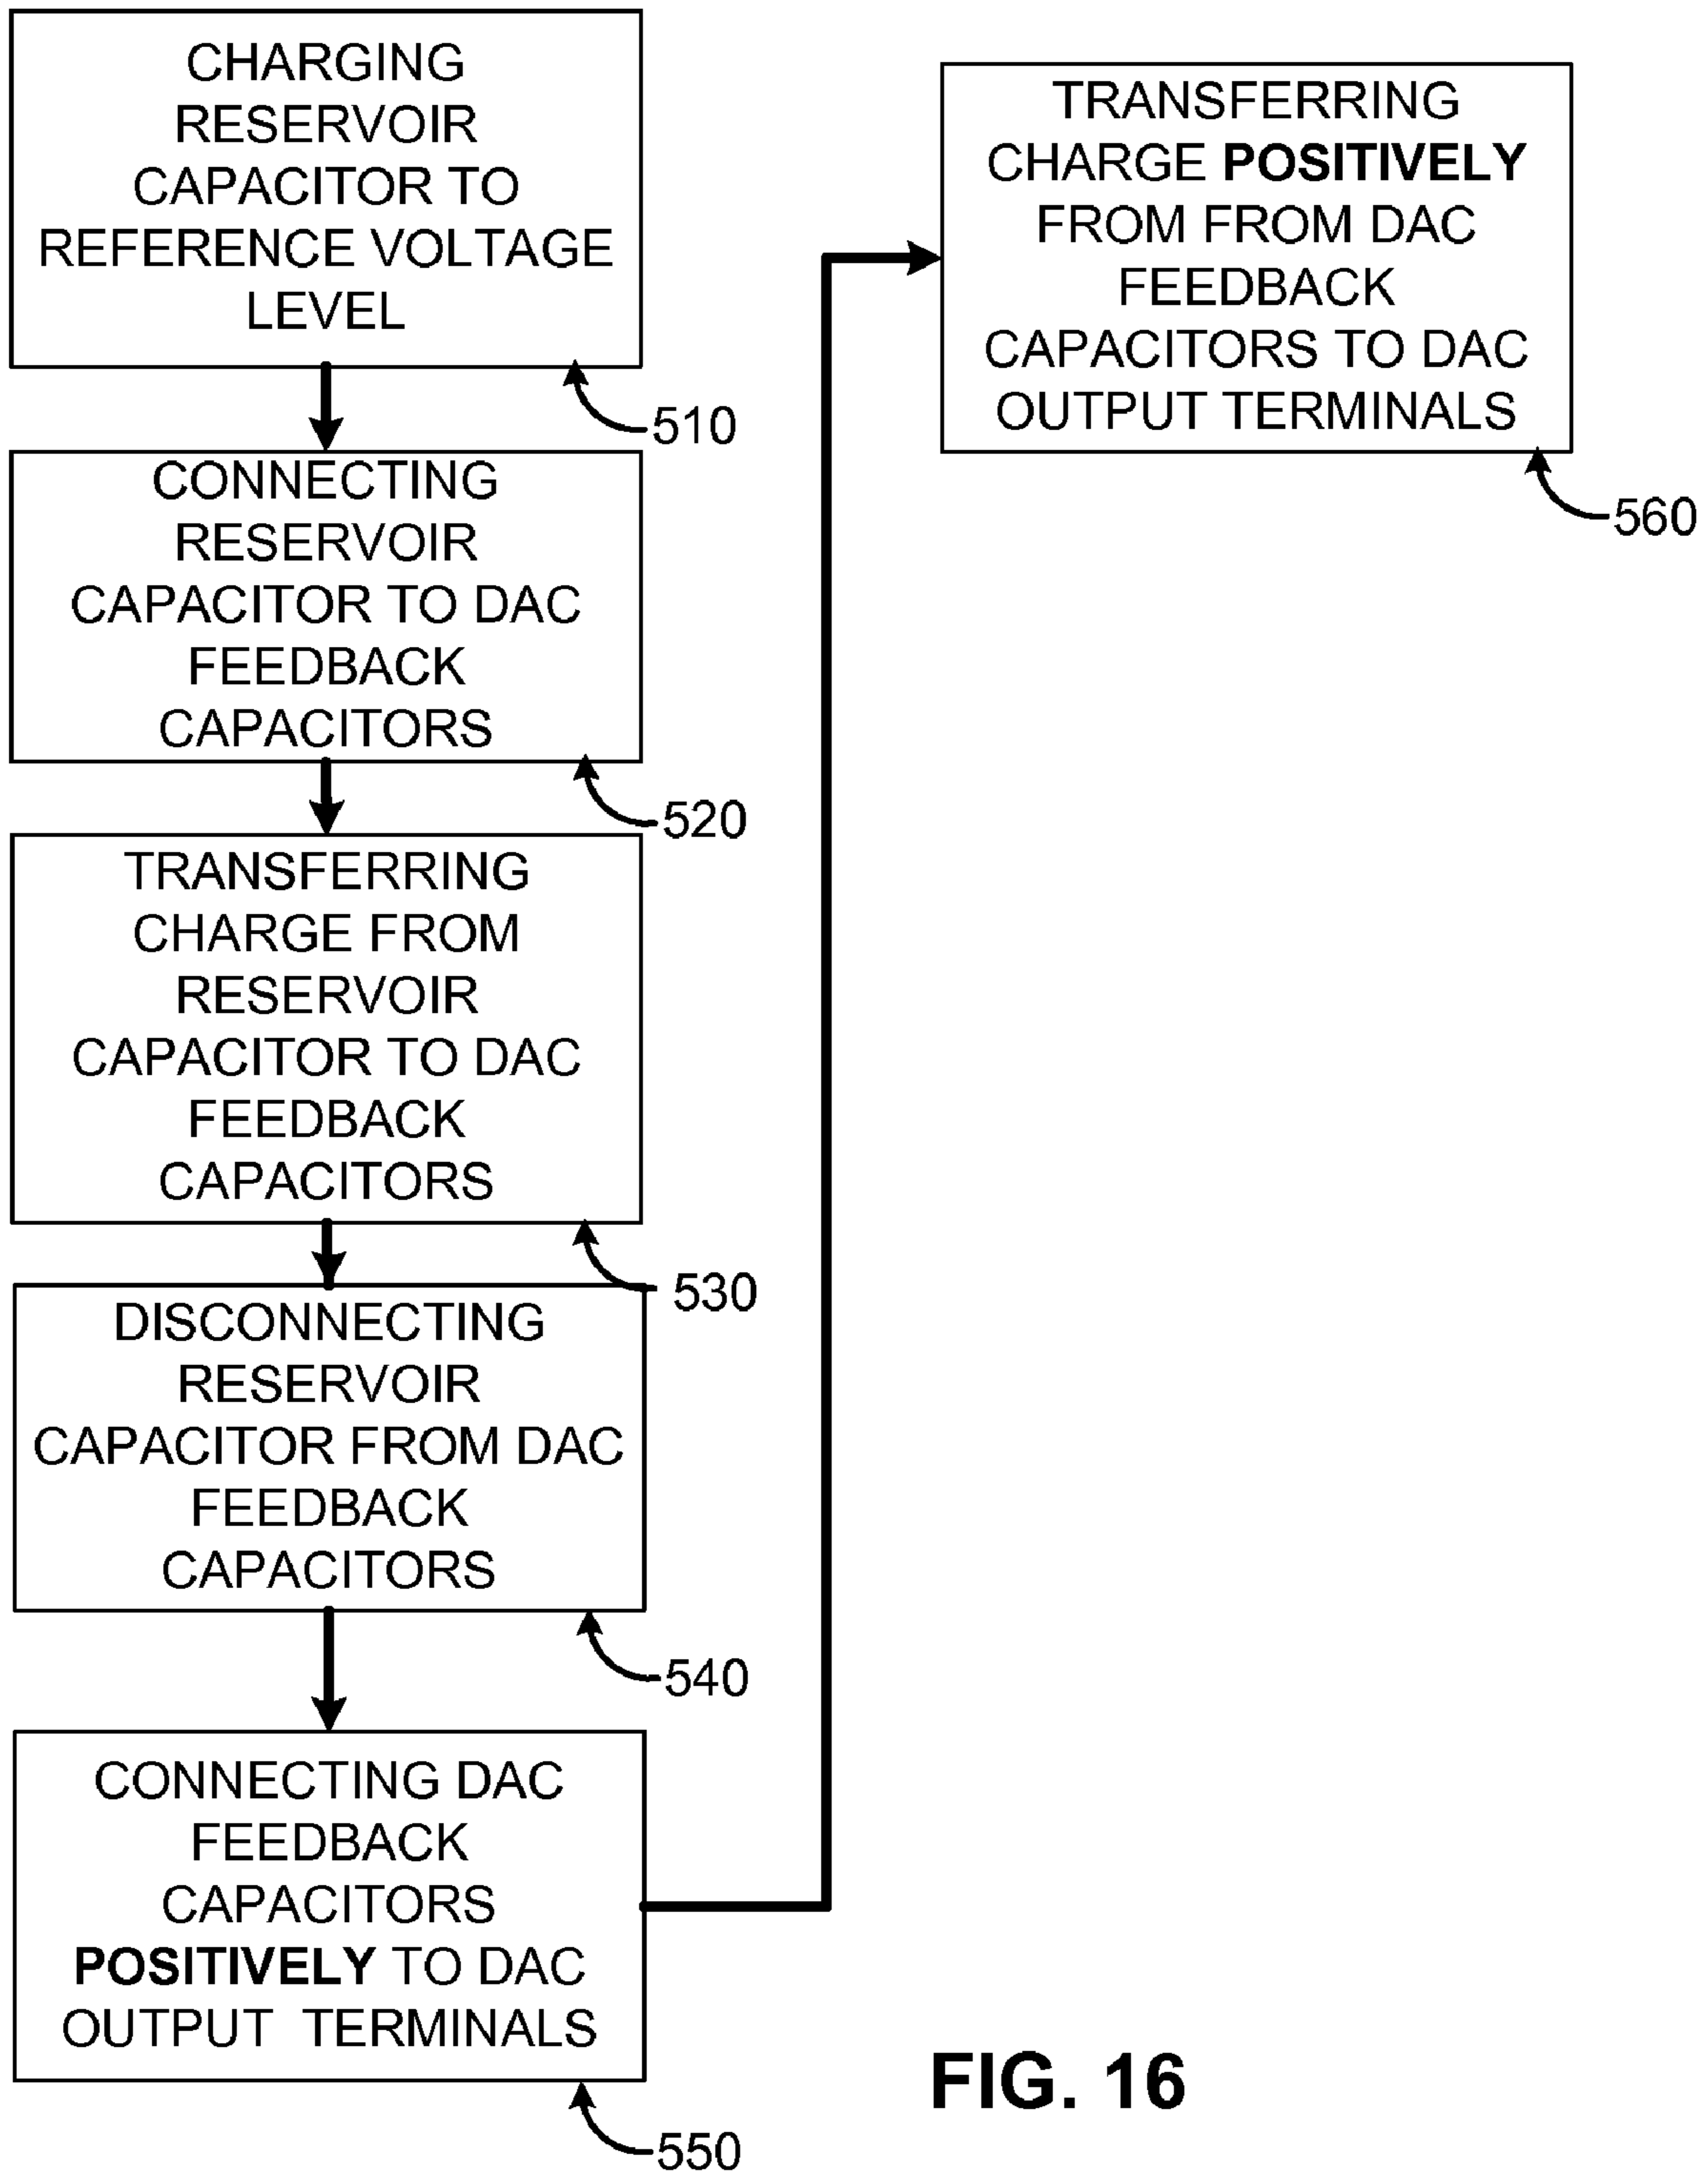 CHARGING
RESERVOIR
CAPACITOR TO
REFERENCE VOLTAGE
LEVEL
510
CONNECTING
RESERVOIR
CAPACITOR TO DAC
FEEDBACK
CAPACITORS
520
TRANSFERRING
CHARGE FROM
RESERVOIR
CAPACITOR TO DAC
FEEDBACK
CAPACITORS
530
DISCONNECTING
RESERVOIR
CAPACITOR FROM DAC
FEEDBACK
CAPACITORS
540
CONNECTING DAC
FEEDBACK
CAPACITORS
POSITIVELY TO DAC
OUTPUT TERMINALS
550
TRANSFERRING
CHARGE POSITIVELY
FROM FROM DAC
FEEDBACK
CAPACITORS TO DAC
OUTPUT TERMINALS
560
FIG. 16